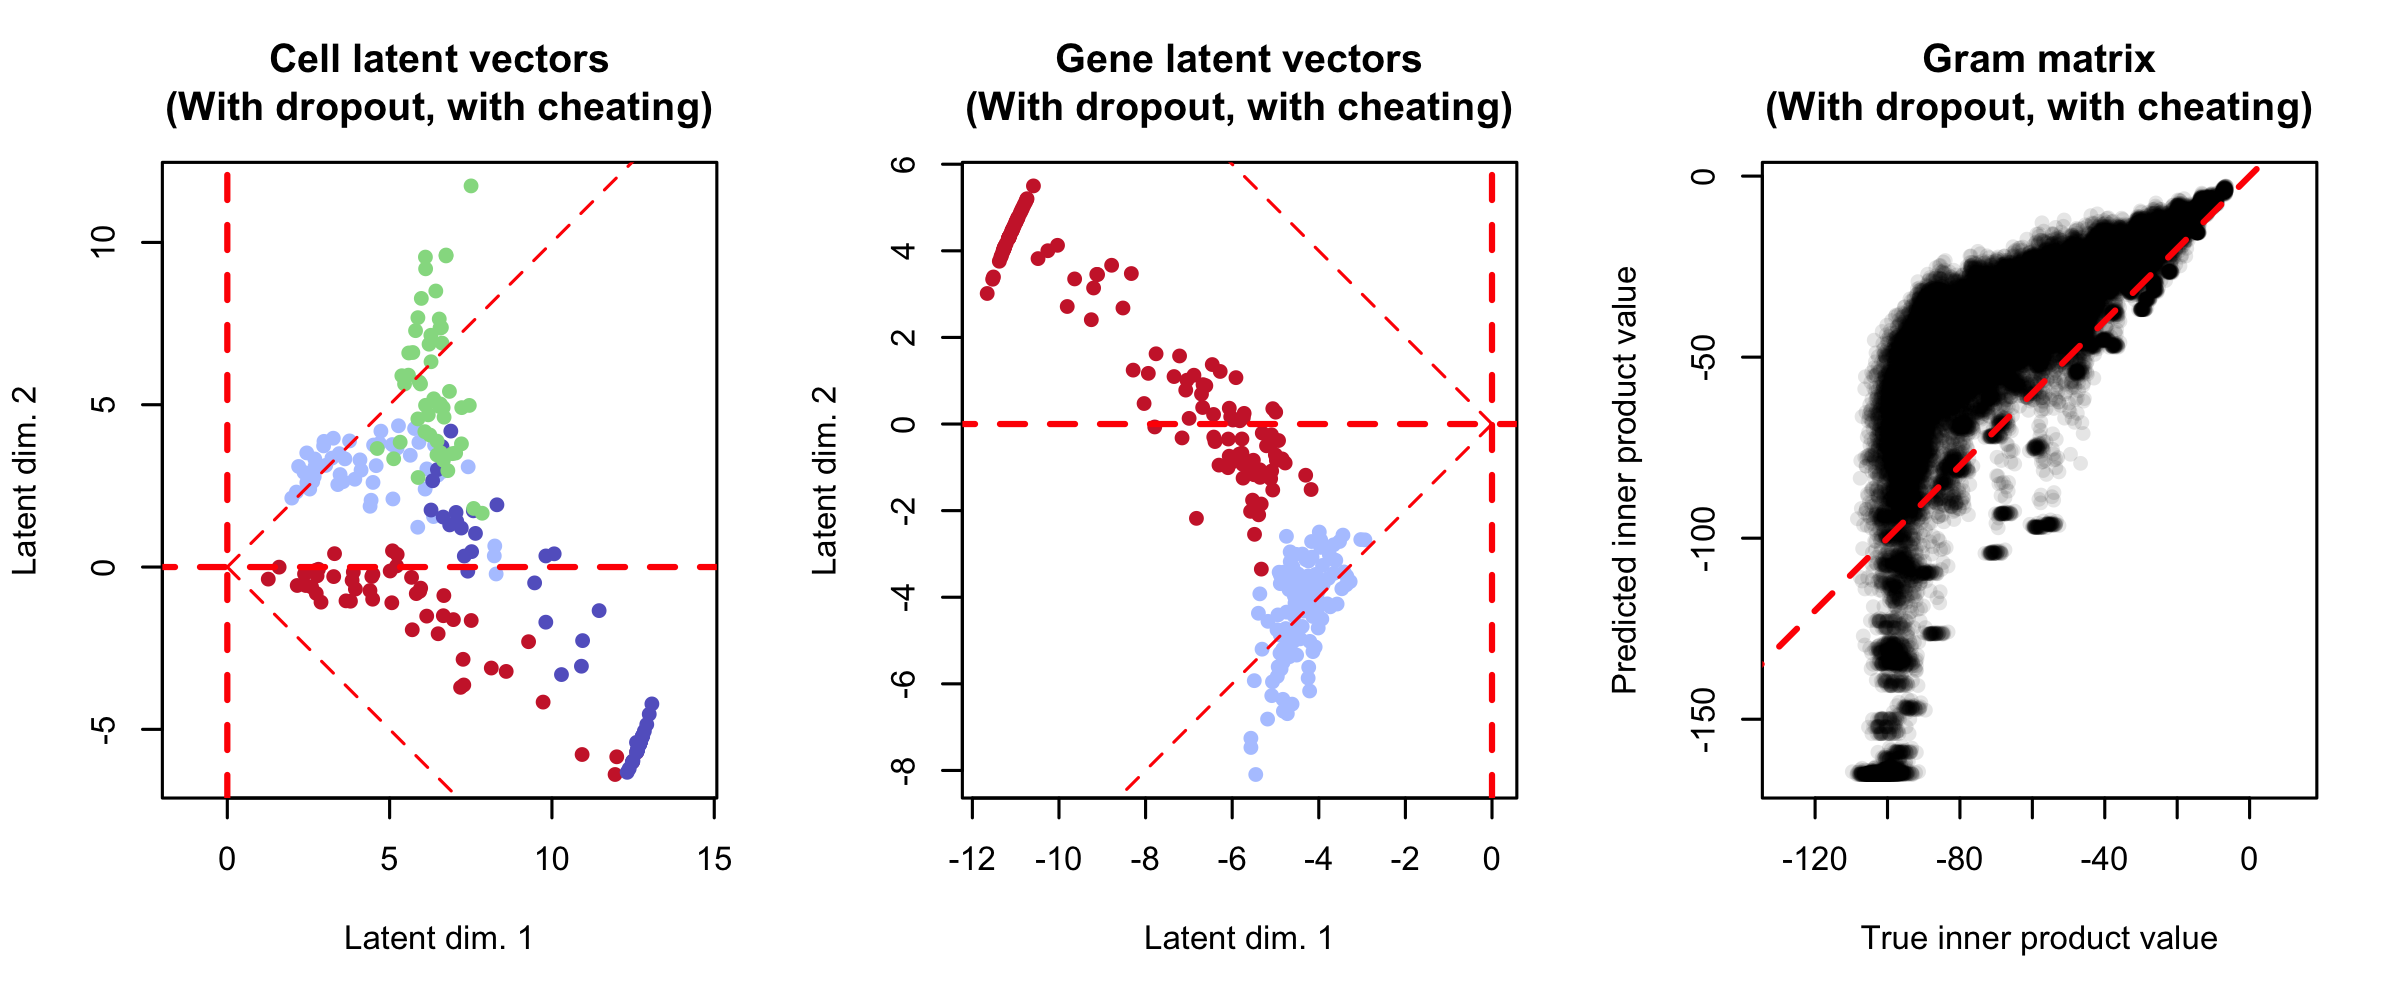 Cell latent vectors
(With dropout, with cheating)
Latent dim. 2
10
5
0
-5
0 5 10 15
Latent dim. 1
Gene latent vectors
(With dropout, with cheating)
Latent dim. 2
6
4
2
0
-2
-4
-6
-8
-12 -10 -8 -6 -4 -2 0
Latent dim. 1
Gram matrix
(With dropout, with cheating)
Predicted inner product value
0
-50
-100
-150
-120 -80 -40 0
True inner product value